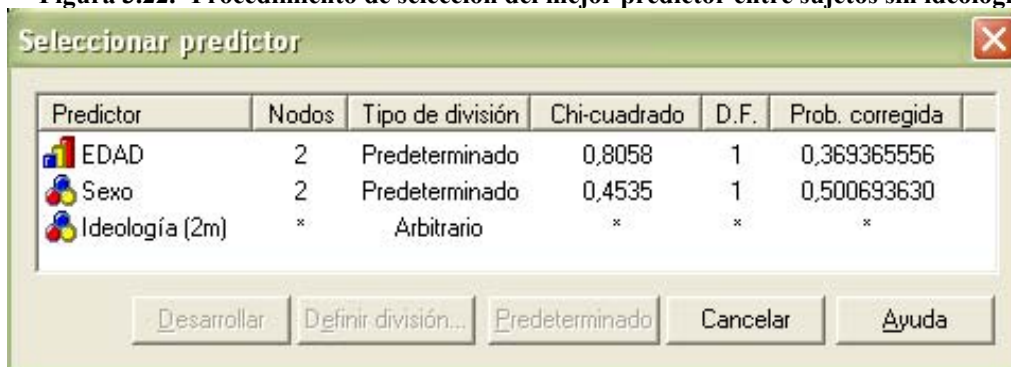 Figura 3.22: Procedimiento de selección del mejor predictor entre sujetos sin ideologí
Seleccionar predictor
Predictor Nodos Tipo de división Chi-cuadrado D.F. Prob. corregida
EDAD 2 Predeterminado 0,8058 1 0,369365556
Sexo 2 Predeterminado 0,4535 1 0,500693630
Ideología (2m) * Arbitrario * * *
Desarrollar Definir división... Predeterminado Cancelar Ayuda